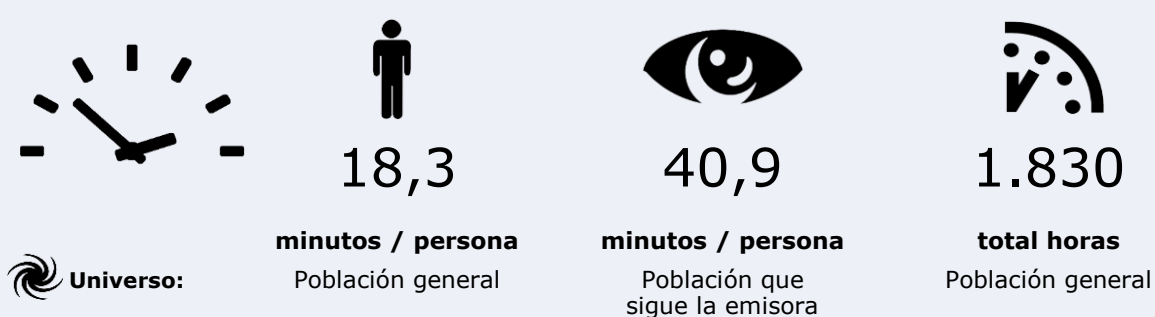 18,3
40,9
1.830
minutos / persona
minutos / persona
total horas
Universo:
Población general
Población que
sigue la emisora
Población general